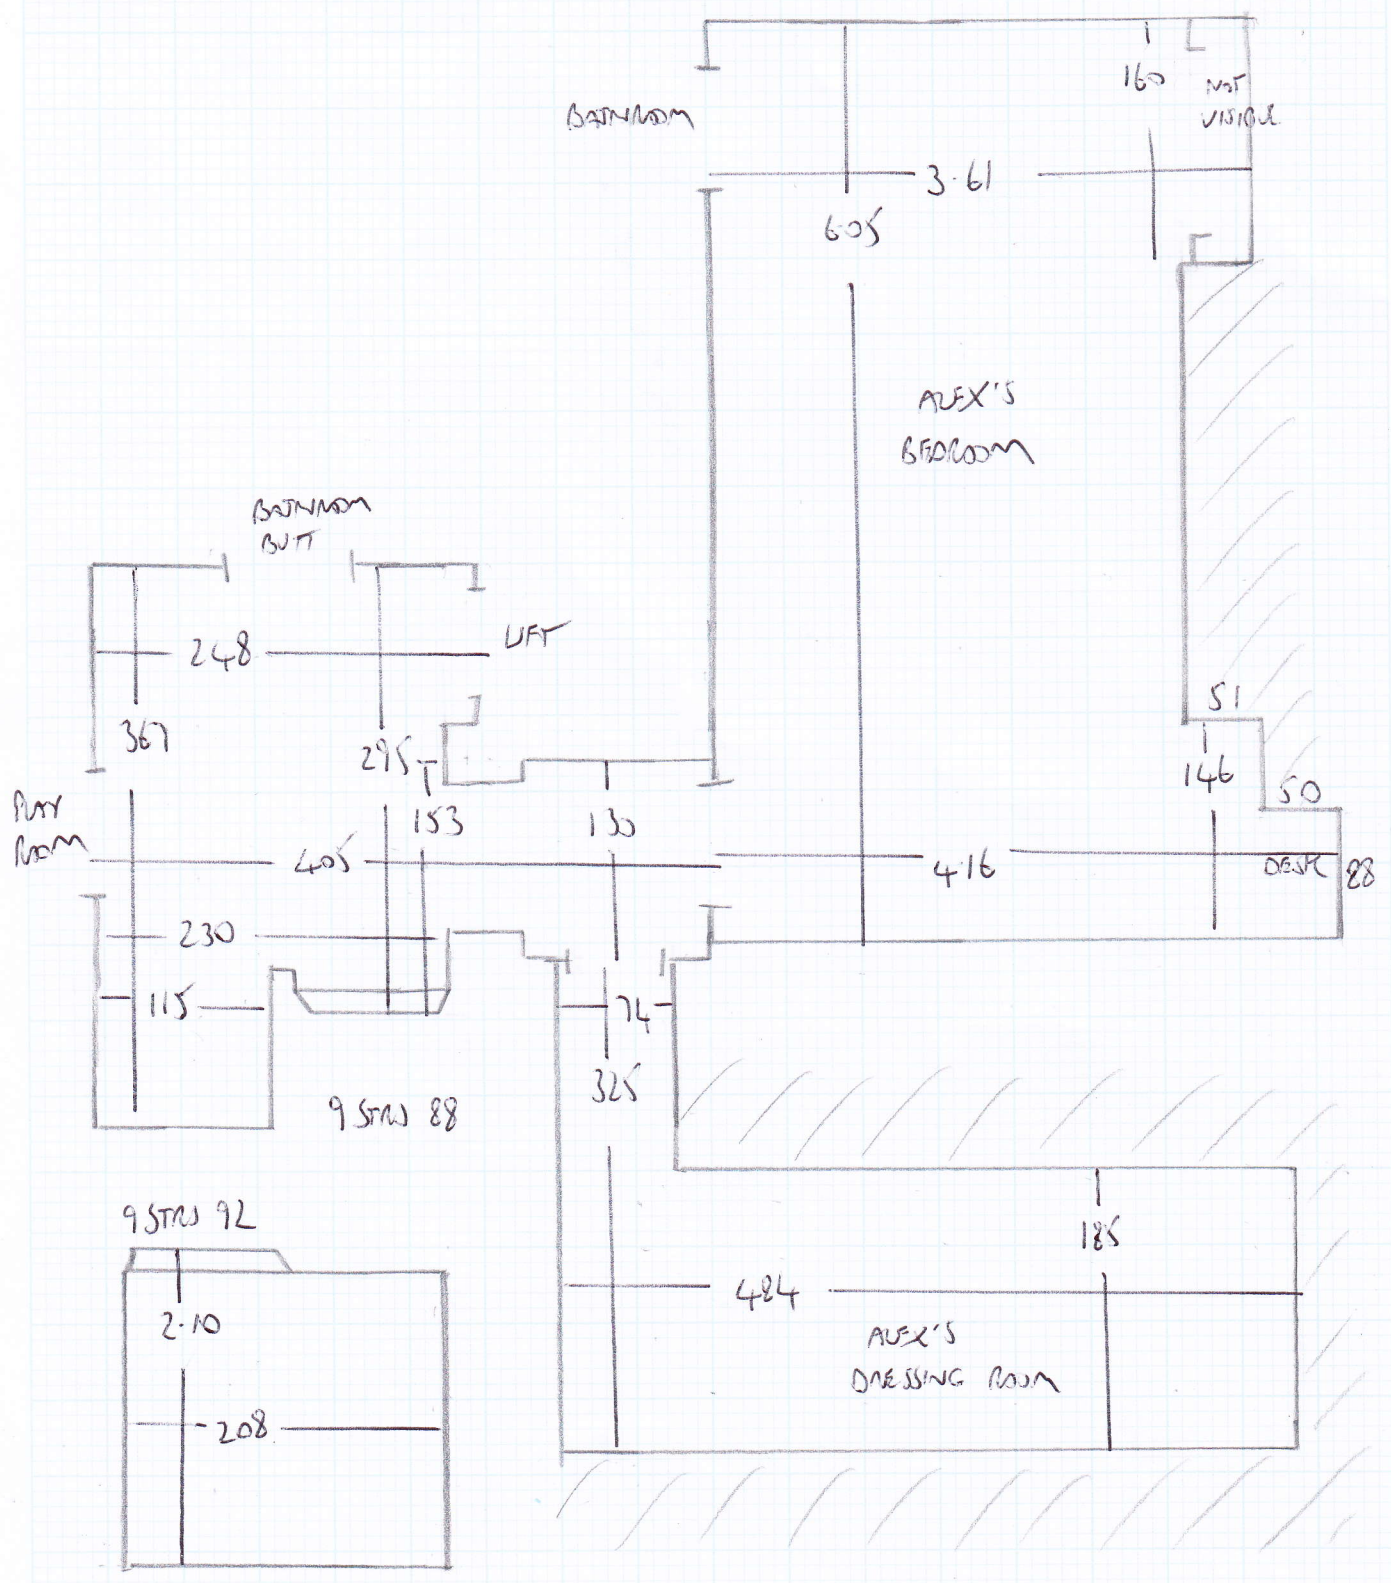 160
NOT
VISIBLE
BATHROOM
3.61
605
ALEX'S
BEDROOM
BATHROOM
BUTT
LIFT
248
367
295
51
146
50
PLAY
ROOM
153
130
405
416
DESK
88
230
115
74
325
9 STRS 88
9 STRS 92
185
2.10
484
ALEX'S
DRESSING ROOM
208